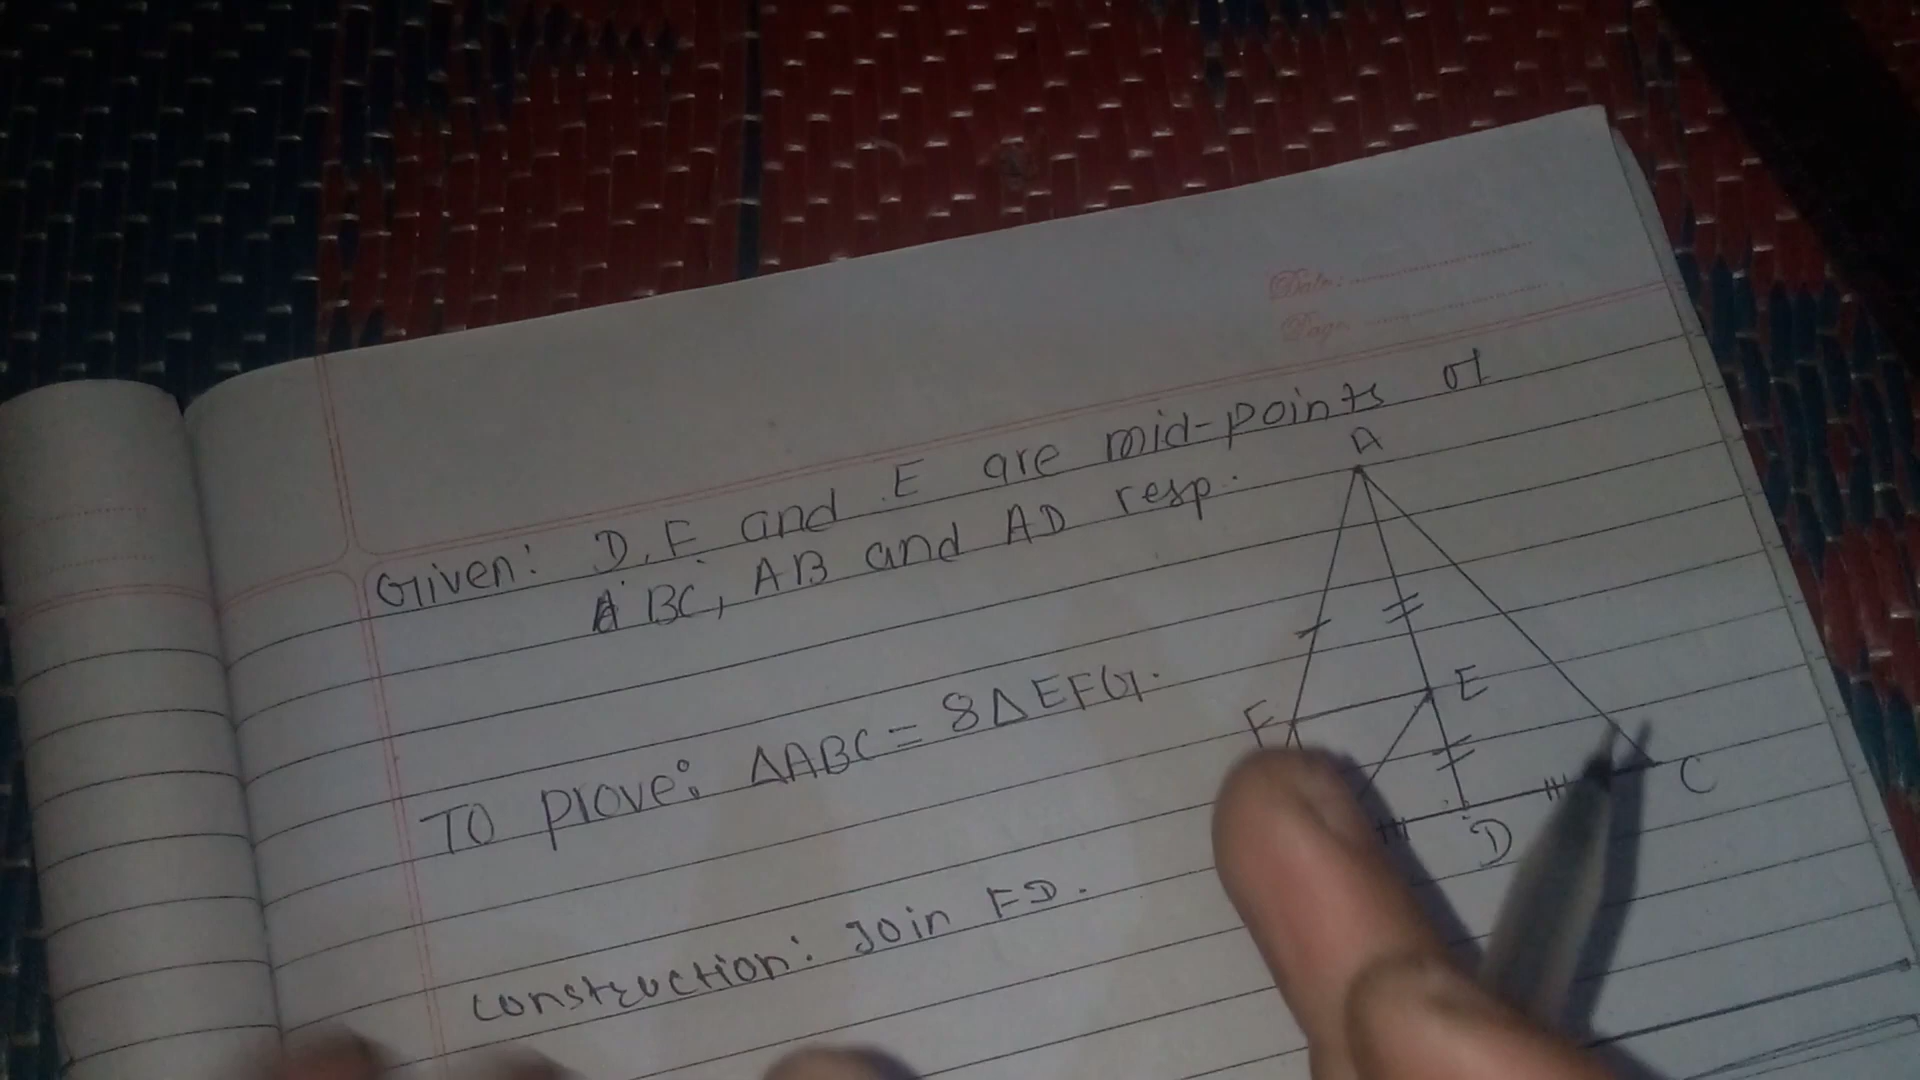 Date:
Page:
Given: D, F and E are mid-points of
BC, AB and AD resp.
To prove: ΔABC = 8ΔEFG.
construction: Join FD.
A
F
E
D
C